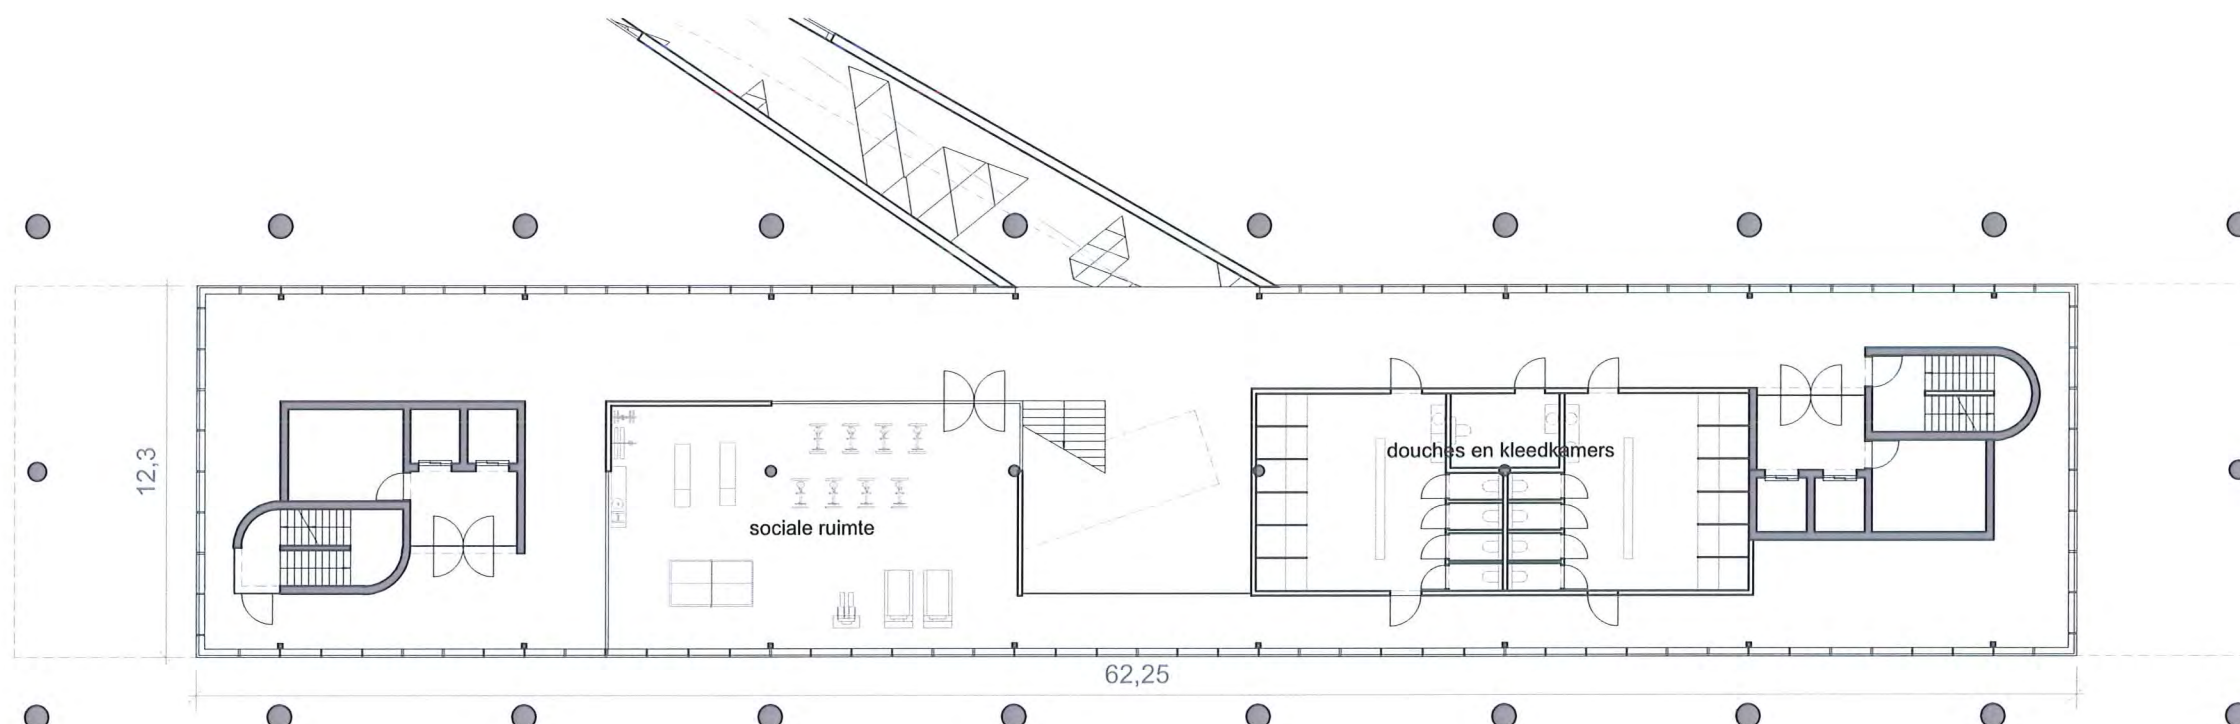 12,3
douches en kleedkamers
sociale ruimte
62,25